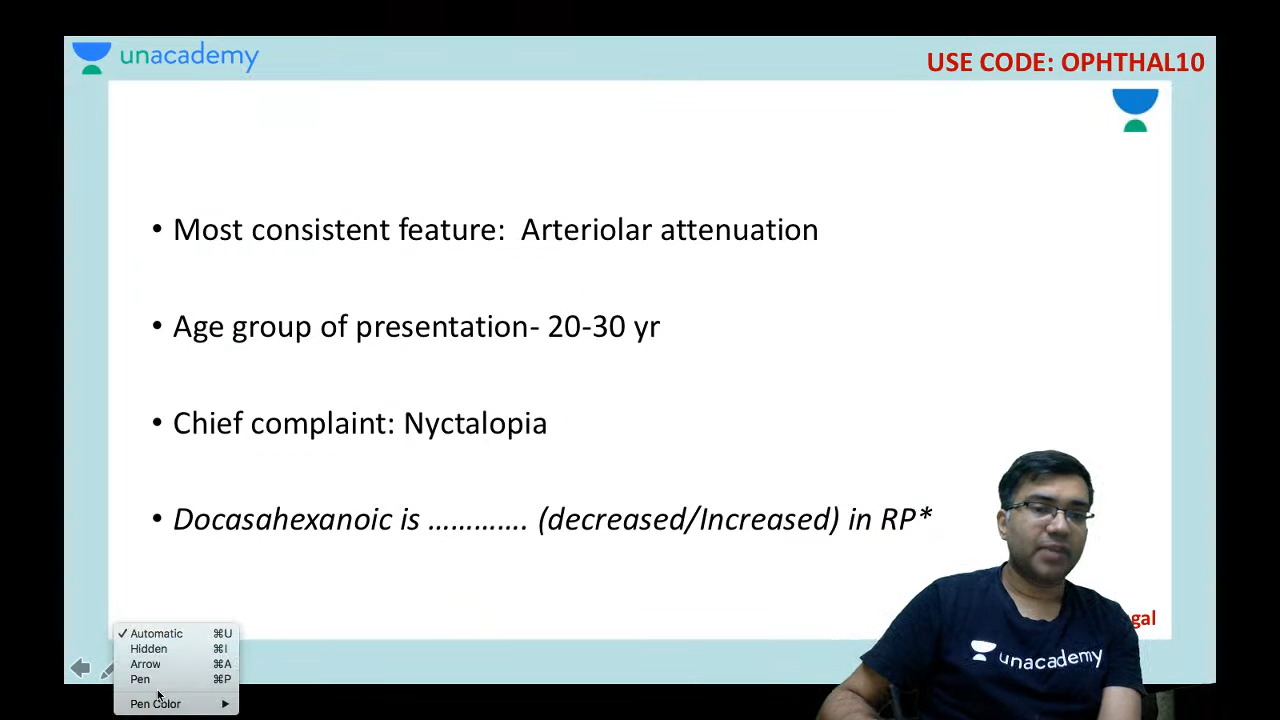 unacademy
USE CODE: OPHTHAL10
• Most consistent feature: Arteriolar attenuation
• Age group of presentation- 20-30 yr
• Chief complaint: Nyctalopia
• Docasahexanoic is …………. (decreased/Increased) in RP*
gal
unacademy
✓ Automatic ⌘U
Hidden ⌘I
Arrow ⌘A
Pen ⌘P
Pen Color